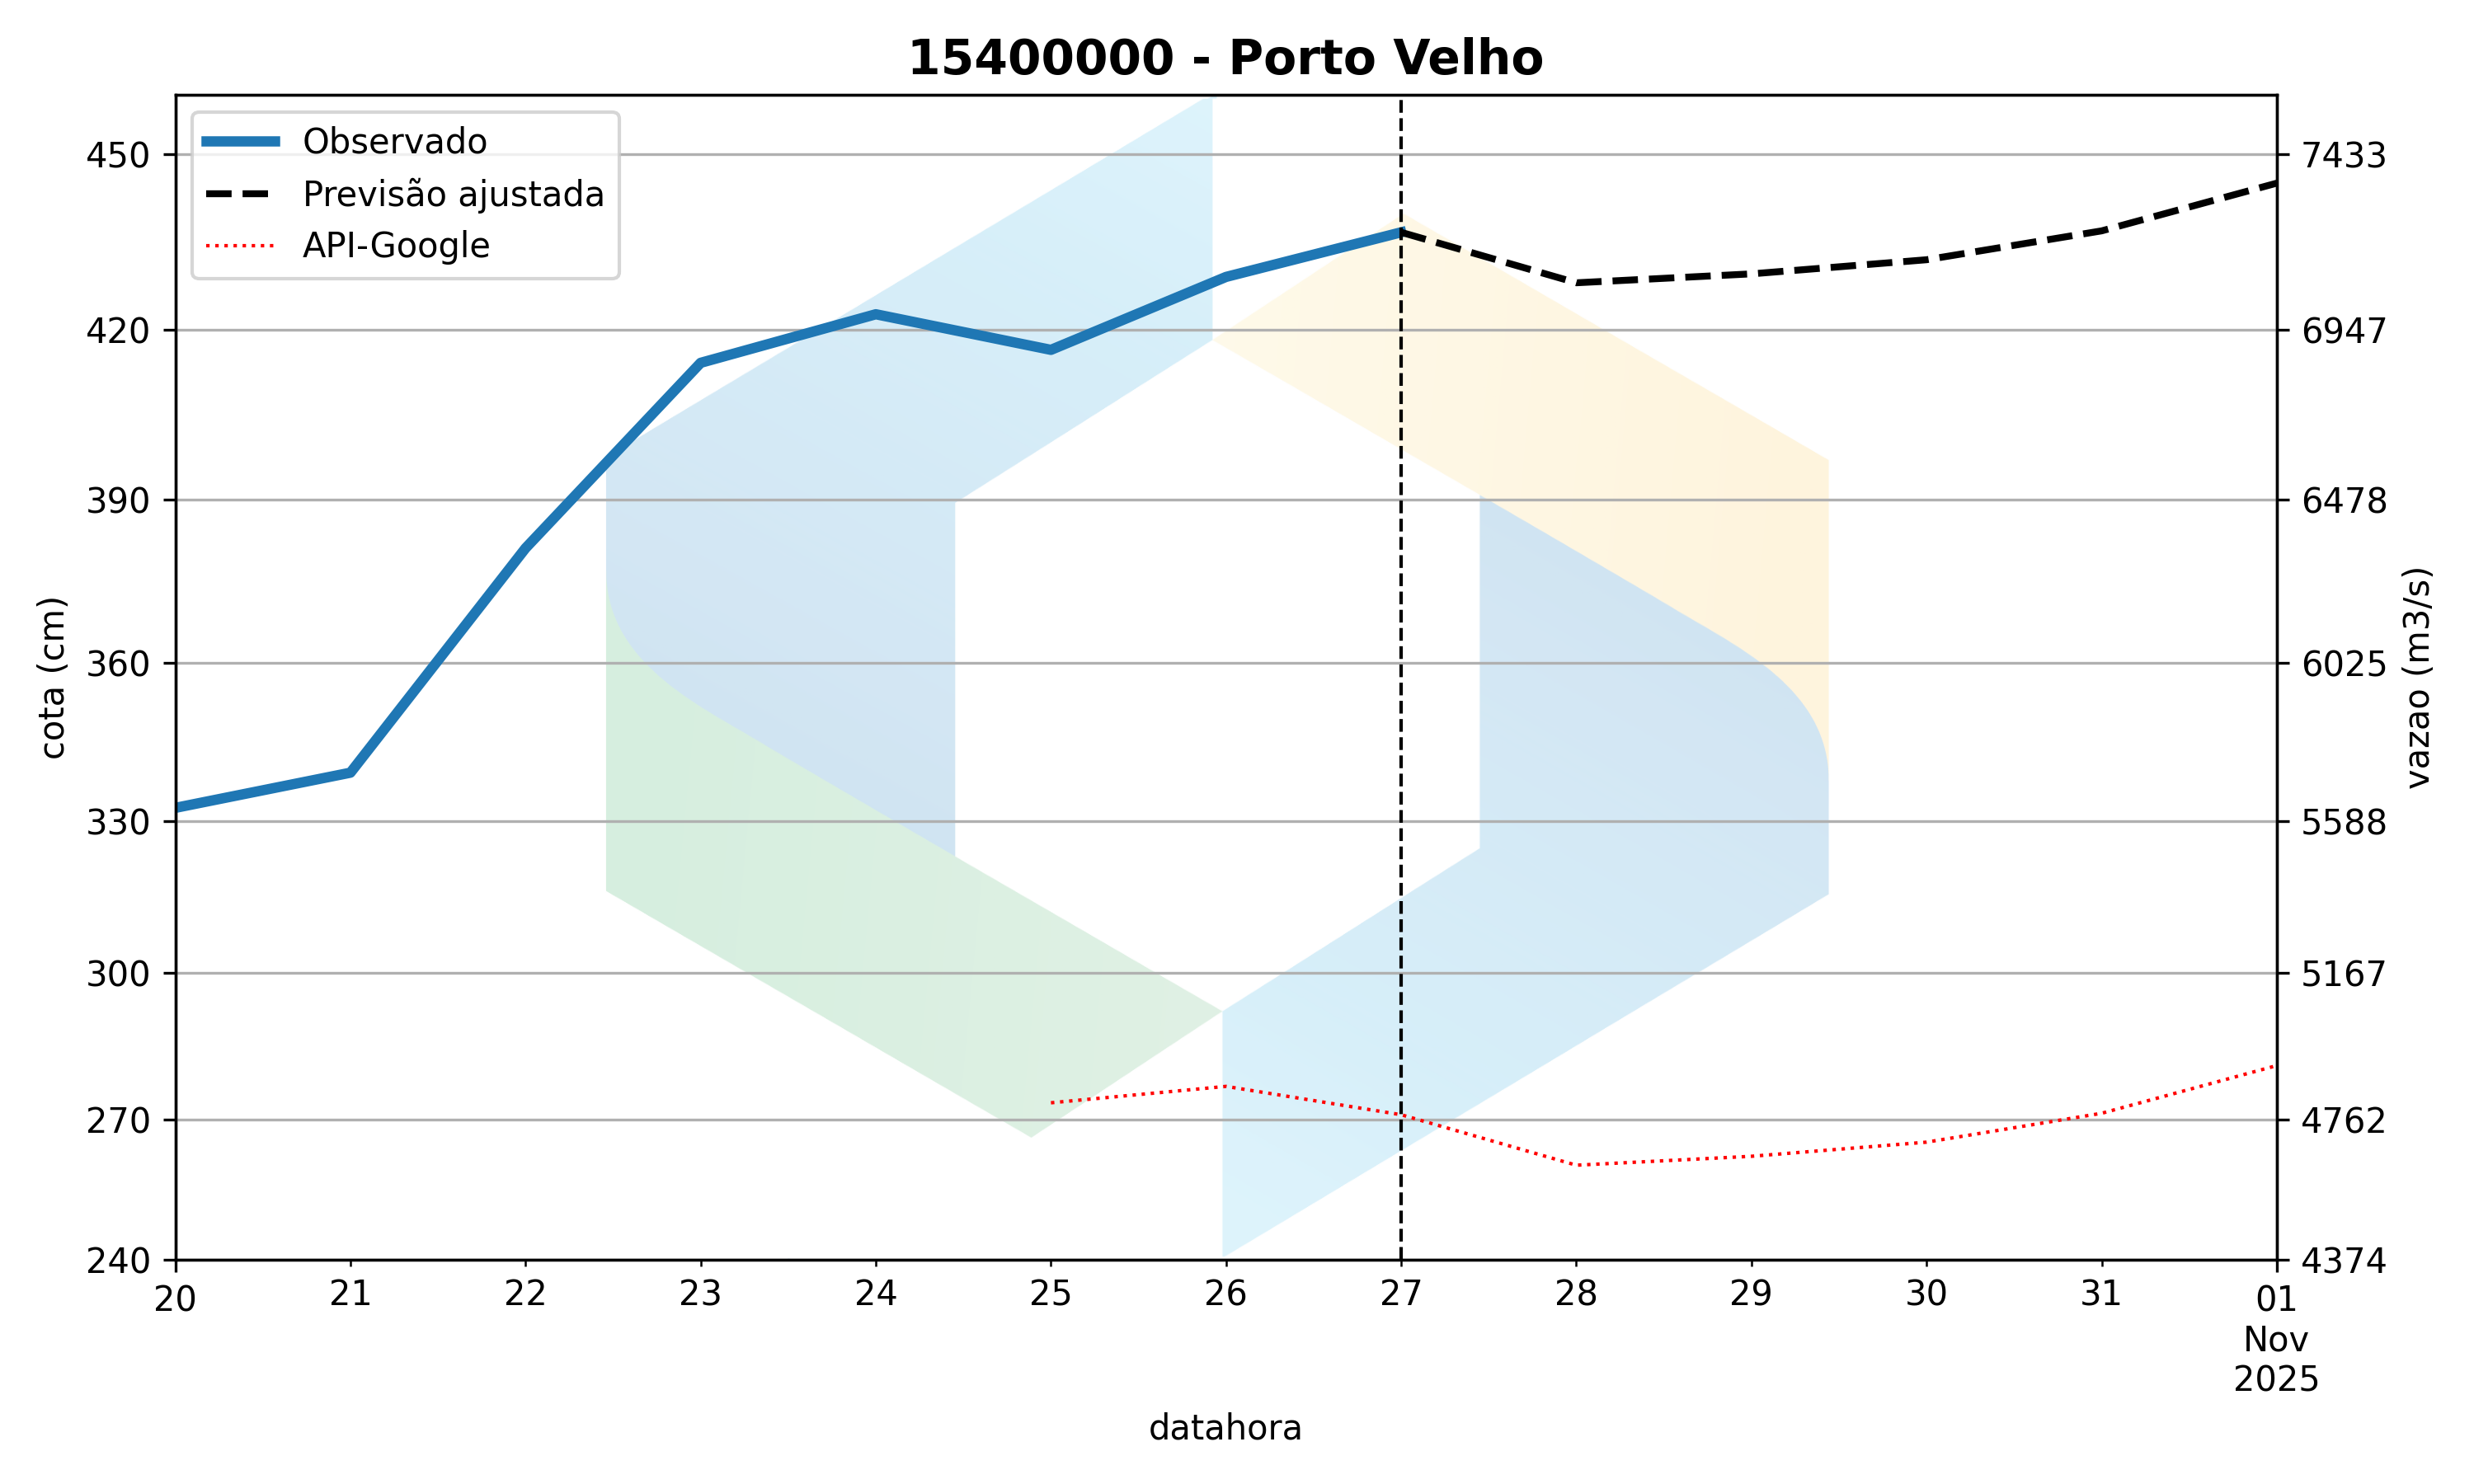 15400000 - Porto Velho
Observado
Previsão ajustada
API-Google
450
420
390
360
330
300
270
240
cota (cm)
7433
6947
6478
6025
5588
5167
4762
4374
vazao (m3/s)
20 21 22 23 24 25 26 27 28 29 30 31 01
Nov
2025
datahora